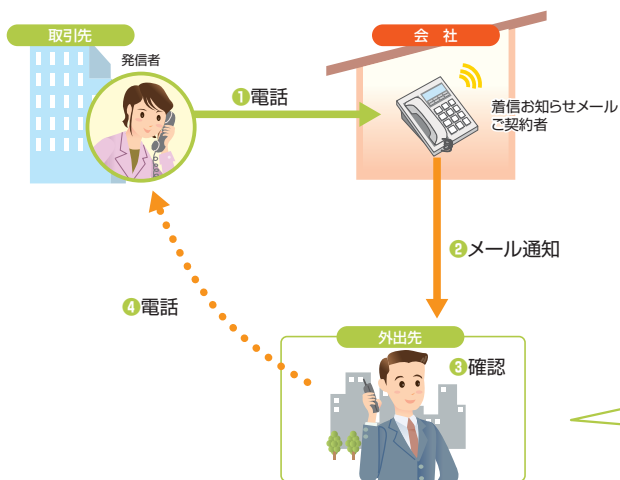 取引先
会 社
発信者
❶電話
着信お知らせメール
ご契約者
❷メール通知
❹電話
外出先
❸確認